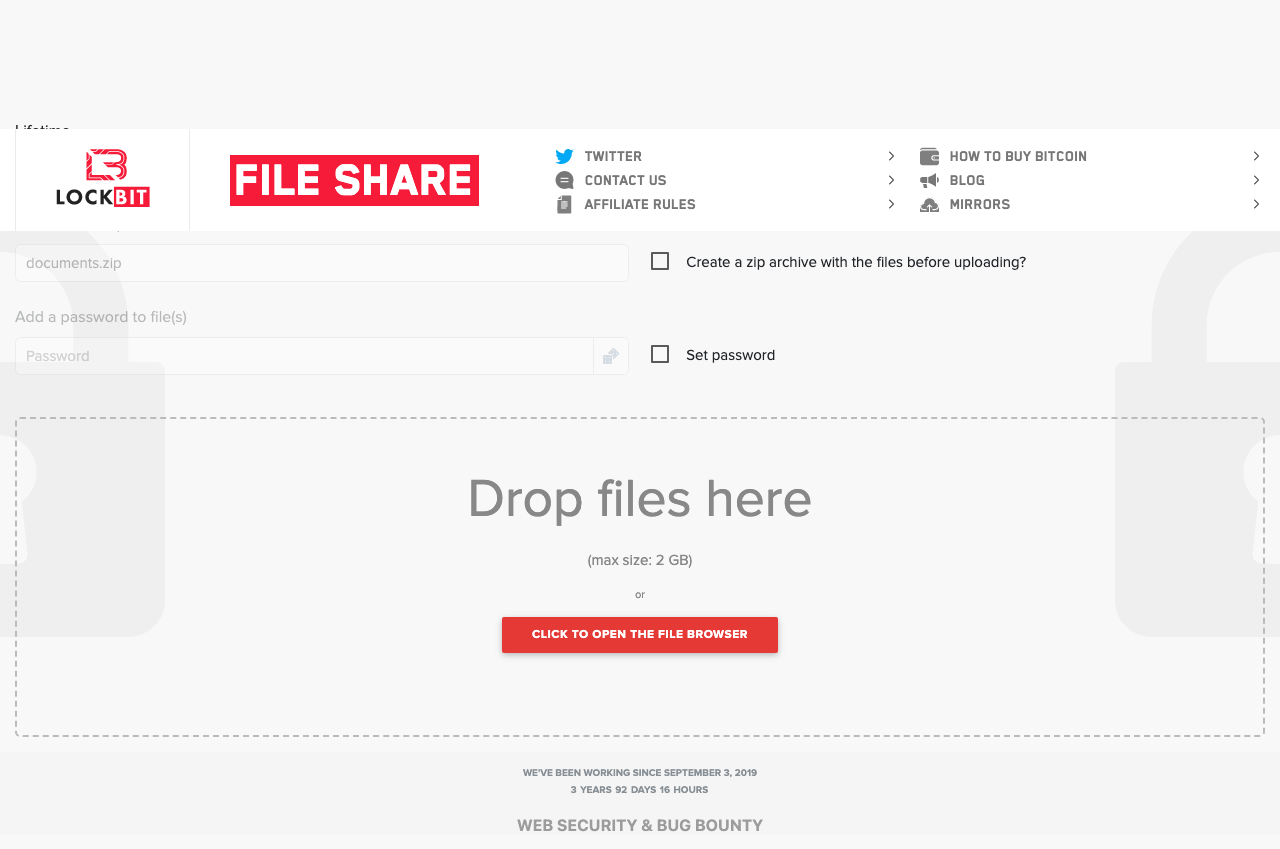 LOCKBIT
FILE SHARE
TWITTER
CONTACT US
AFFILIATE RULES
HOW TO BUY BITCOIN
BLOG
MIRRORS
documents.zip
Create a zip archive with the files before uploading?
Add a password to file(s)
Password
Set password
Drop files here
(max size: 2 GB)
or
CLICK TO OPEN THE FILE BROWSER
WE'VE BEEN WORKING SINCE SEPTEMBER 3, 2019
3 YEARS 92 DAYS 16 HOURS
WEB SECURITY & BUG BOUNTY